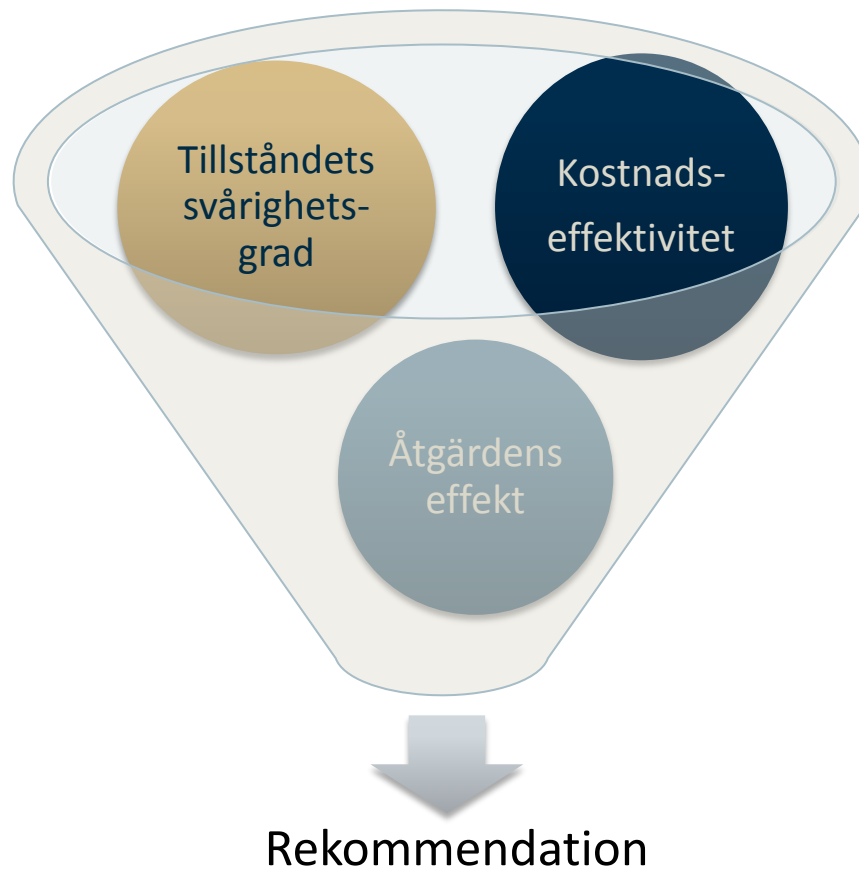 Tillståndets
svårighets-
grad
Kostnads-
effektivitet
Åtgärdens
effekt
Rekommendation